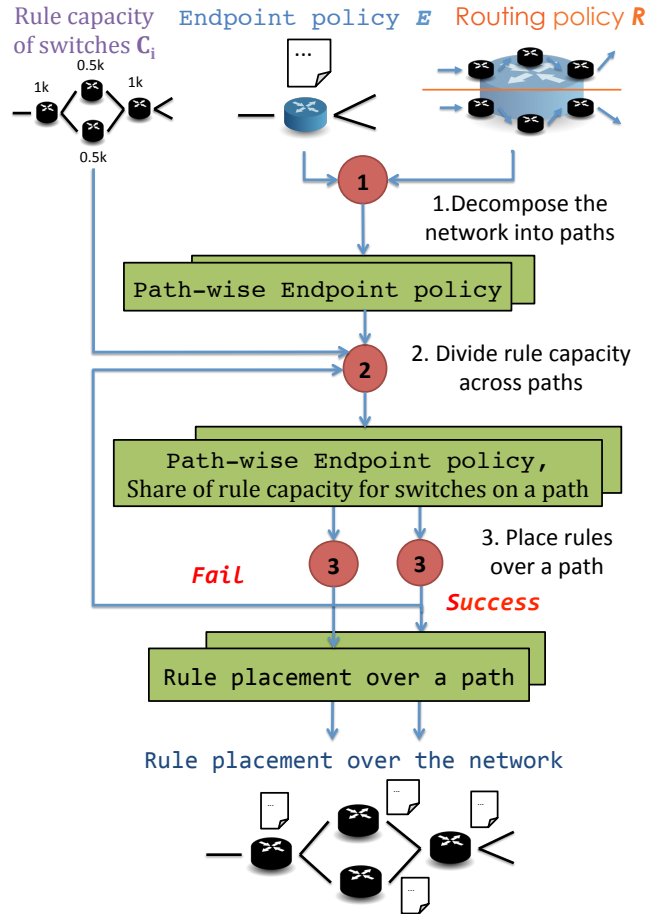 Rule capacity
of switches Ci
Endpoint policy E
Routing policy R
0.5k
1k
1k
0.5k
...
1
1.Decompose the
network into paths
Path-wise Endpoint policy
2
2. Divide rule capacity
across paths
Path-wise Endpoint policy,
Share of rule capacity for switches on a path
3
3
3. Place rules
over a path
Fail
Success
Rule placement over a path
Rule placement over the network
...
...
...
...